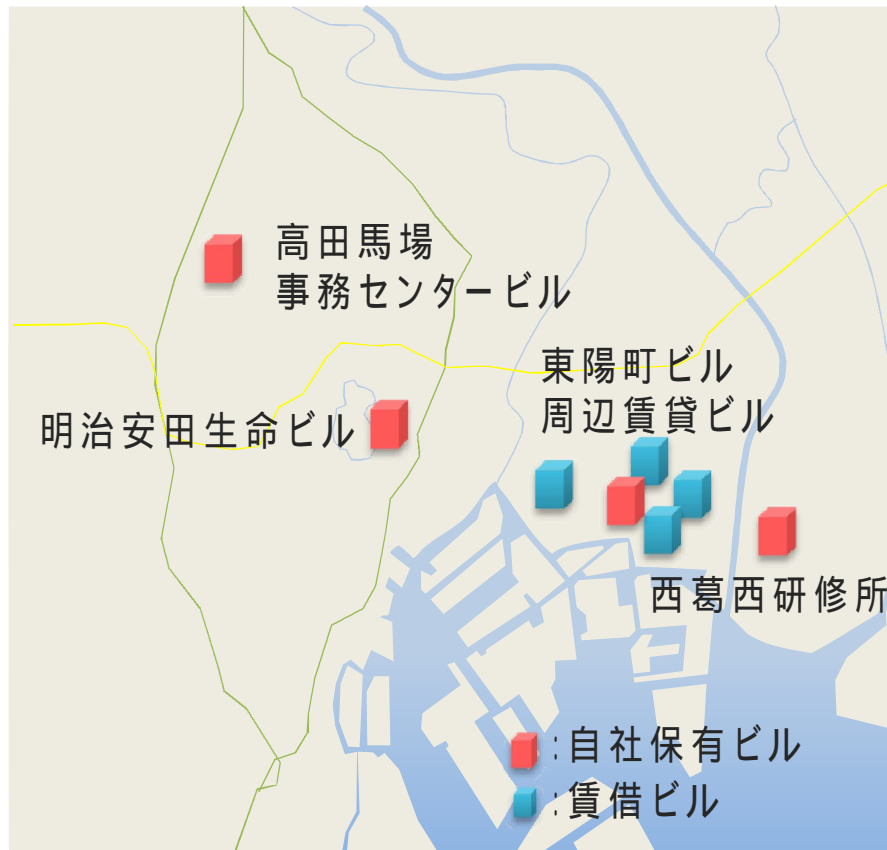 高田馬場
事務センタービル
東陽町ビル
周辺賃貸ビル
明治安田生命ビル
西葛西研修所
:自社保有ビル
:賃借ビル